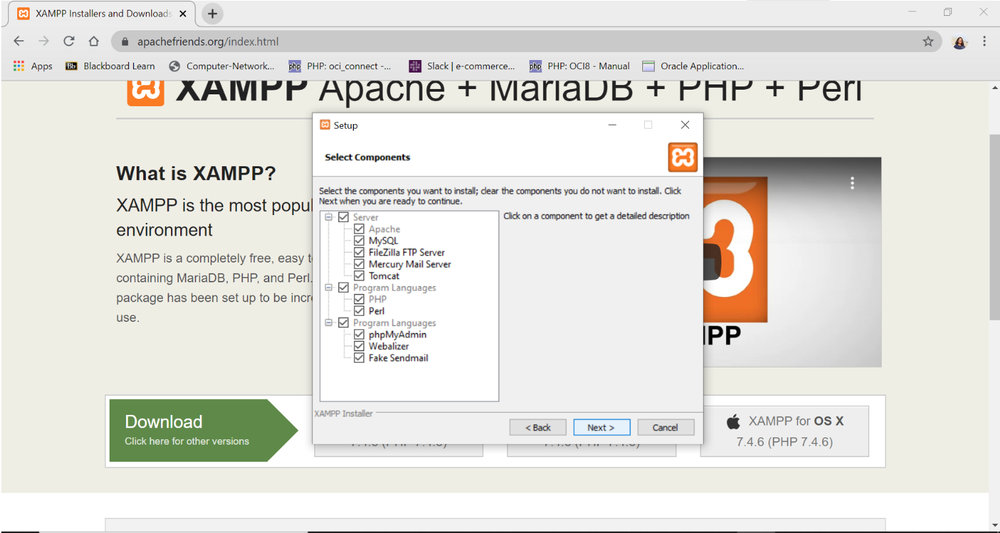 XAMPP Installers and Downloads
apachefriends.org/index.html
Apps Blackboard Learn Computer-Network... PHP: oci_connect -... Slack | e-commerce... PHP: OCI8 - Manual Oracle Application...
XAMPP Apache + MariaDB + PHP + Perl
What is XAMPP?
XAMPP is the most popul
environment
XAMPP is a completely free, easy t
containing MariaDB, PHP, and Perl.
package has been set up to be incr
use.
Setup
Select Components
Select the components you want to install; clear the components you do not want to install. Click
Next when you are ready to continue.
Server
Apache
MySQL
FileZilla FTP Server
Mercury Mail Server
Tomcat
Program Languages
PHP
Perl
Program Languages
phpMyAdmin
Webalizer
Fake Sendmail
Click on a component to get a detailed description
XAMPP Installer
< Back Next > Cancel
MPP
Download
Click here for other versions
XAMPP for OS X
7.4.6 (PHP 7.4.6)